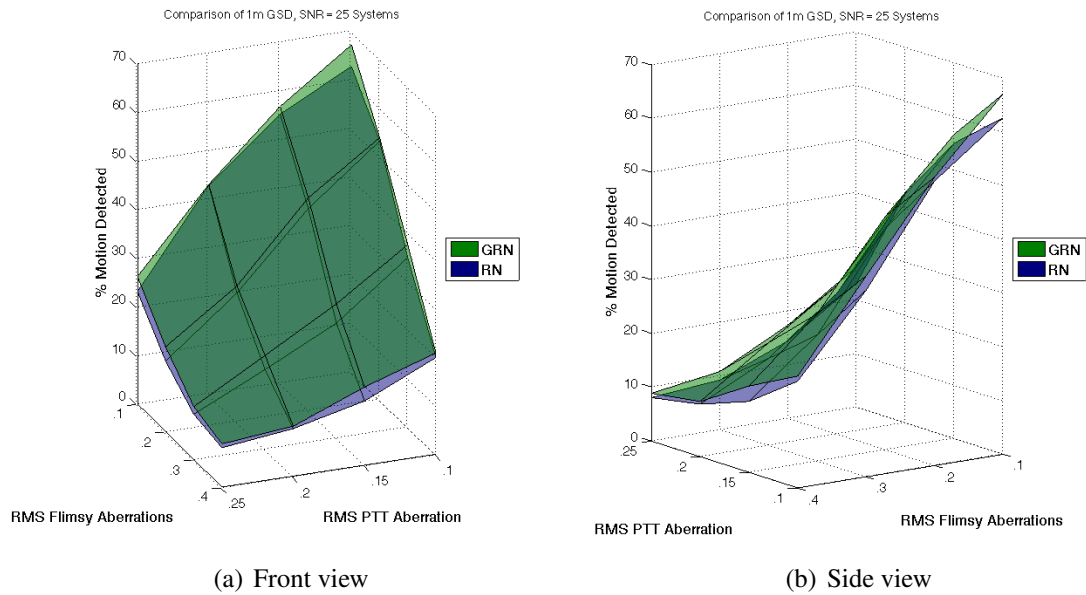 Comparison of 1m GSD, SNR = 25 Systems
70
60
50
40
30
20
10
0
% Motion Detected
.1
.2
.3
.4
RMS Flimsy Aberrations
.25
.2
.15
.1
RMS PTT Aberration
GRN
RN
(a) Front view
Comparison of 1m GSD, SNR = 25 Systems
70
60
50
40
30
20
10
0
% Motion Detected
.25
.2
.15
.1
RMS PTT Aberration
.4
.3
.2
.1
RMS Flimsy Aberrations
GRN
RN
(b) Side view